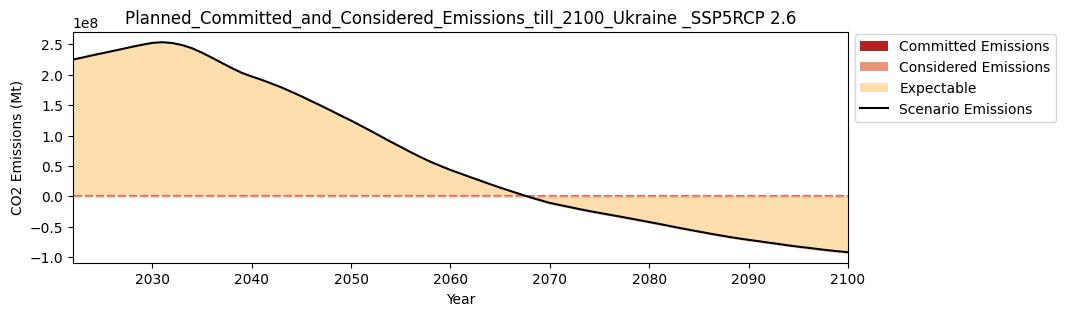 Planned_Committed_and_Considered_Emissions_till_2100_Ukraine _SSP5RCP 2.6
1e8
2.5
2.0
1.5
1.0
0.5
0.0
−0.5
−1.0
CO2 Emissions (Mt)
2030 2040 2050 2060 2070 2080 2090 2100
Year
Committed Emissions
Considered Emissions
Expectable
Scenario Emissions